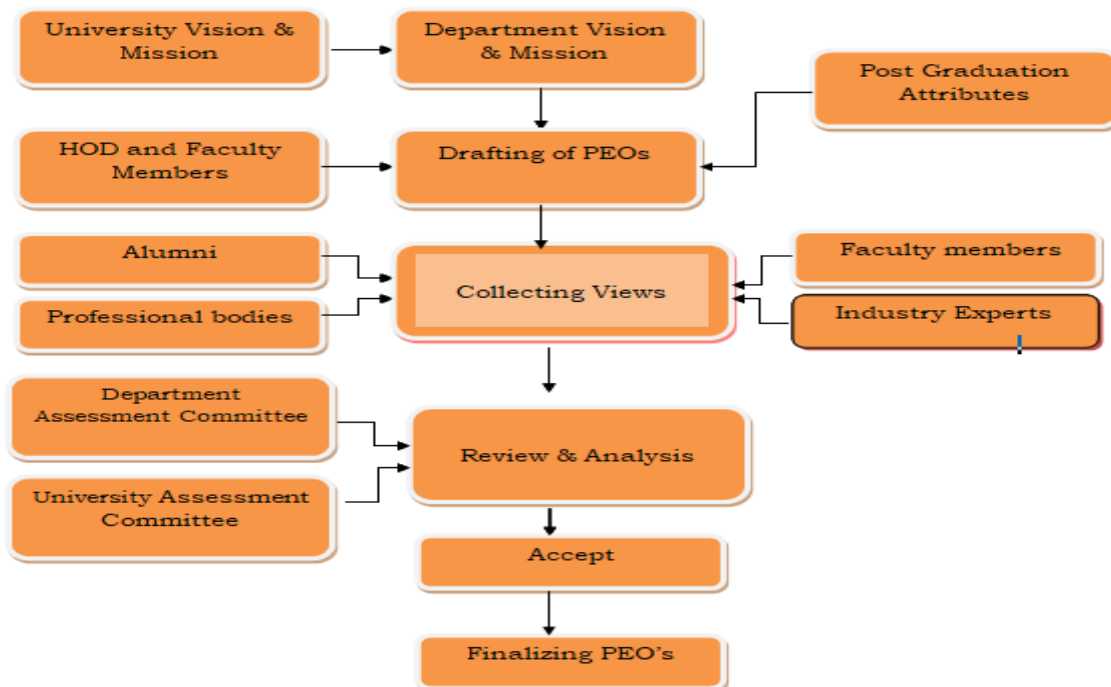 University Vision &
Mission
Department Vision
& Mission
Post Graduation
Attributes
HOD and Faculty
Members
Drafting of PEOs
Alumni
Professional bodies
Collecting Views
Faculty members
Industry Experts
Department
Assessment Committee
University Assessment
Committee
Review & Analysis
Accept
Finalizing PEO's